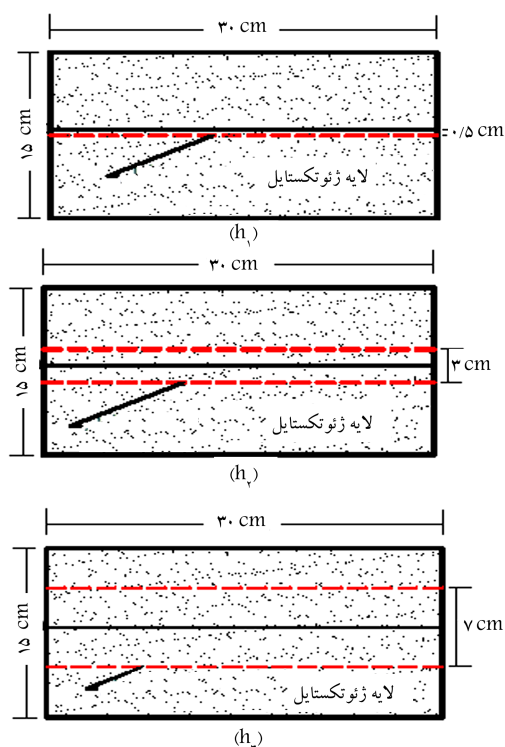 ۳۰ cm
۱۵ cm
۰/۵ cm
لایه ژئوتکستایل
(h۱)
۳۰ cm
۱۵ cm
۳ cm
لایه ژئوتکستایل
(h۲)
۳۰ cm
۱۵ cm
۷ cm
لایه ژئوتکستایل
(h۳)